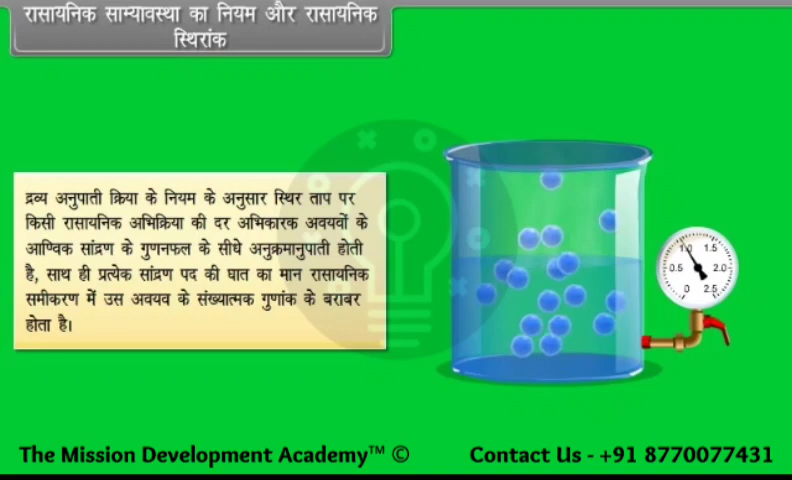 रासायनिक साम्यावस्था का नियम और रासायनिक
स्थिरांक
द्रव्य अनुपाती क्रिया के नियम के अनुसार स्थिर ताप पर
किसी रासायनिक अभिक्रिया की दर अभिकारक अवयवों के
आण्विक सांद्रण के गुणनफल के सीधे अनुक्रमानुपाती होती
है, साथ ही प्रत्येक सांद्रण पद की घात का मान रासायनिक
समीकरण में उस अवयव के संख्यात्मक गुणांक के बराबर
होता है।
1.0 1.5
0.5 2.0
0 2.5
The Mission Development Academy™ © Contact Us - +91 8770077431